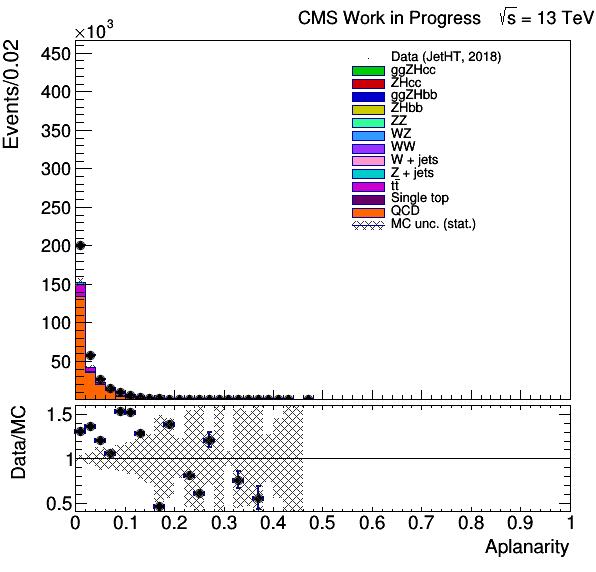 CMS Work in Progress √s = 13 TeV
×10³
Events/0.02
450
400
350
300
250
200
150
100
50
Data (JetHT, 2018)
ggZHcc
ZHcc
ggZHbb
ZHbb
ZZ
WZ
WW
W + jets
Z + jets
tt̄
Single top
QCD
MC unc. (stat.)
Data/MC
1.5
1
0.5
0 0.1 0.2 0.3 0.4 0.5 0.6 0.7 0.8 0.9 1
Aplanarity